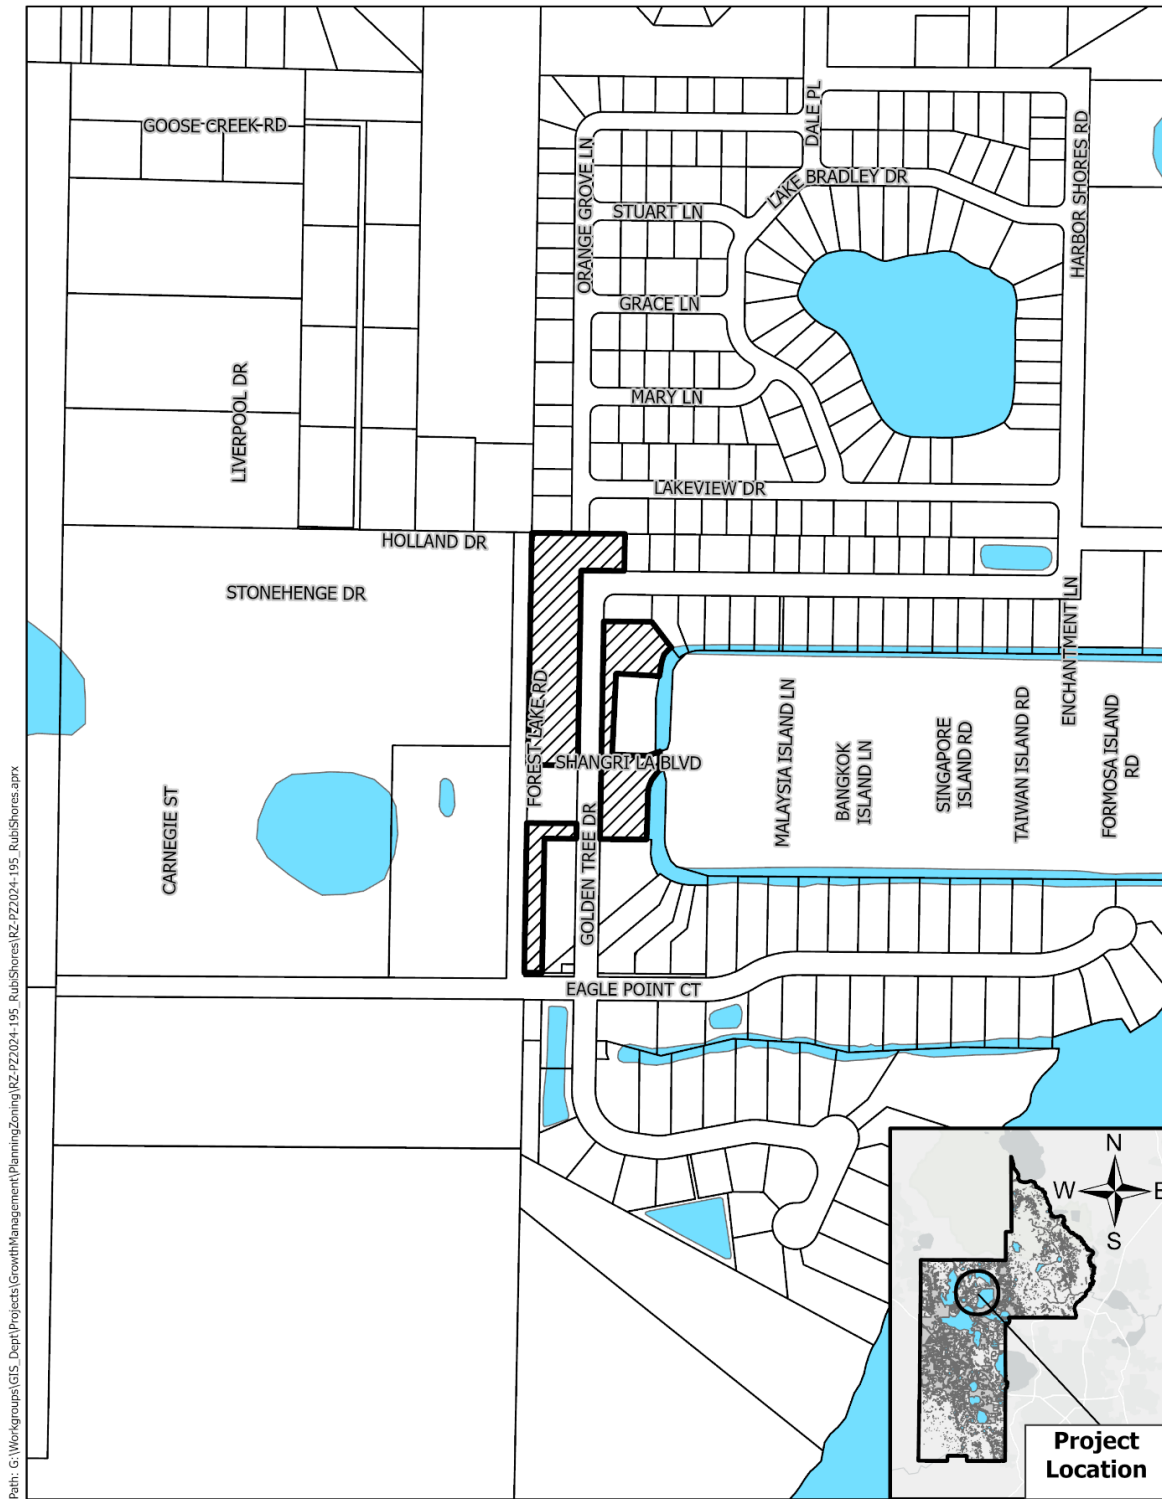 GOOSE CREEK RD
DALE PL
HARBOR SHORES RD
ORANGE GROVE LN
LAKE BRADLEY DR
STUART LN
GRACE LN
LIVERPOOL DR
MARY LN
LAKEVIEW DR
HOLLAND DR
STONEHENGE DR
ENCHANTMENT LN
FOREST LAKE RD
SHANGRI LA BLVD
MALAYSIA ISLAND LN
BANGKOK
ISLAND LN
SINGAPORE
ISLAND RD
TAIWAN ISLAND RD
FORMOSA ISLAND
RD
CARNEGIE ST
GOLDEN TREE DR
EAGLE POINT CT
N
W
E
S
Project
Location
Path: G:\Workgroups\GIS_Dept\Projects\GrowthManagement\PlanningZoning\RZ-PZ2024-195_RubiShores\RZ-PZ2024-195_RubiShores.aprx